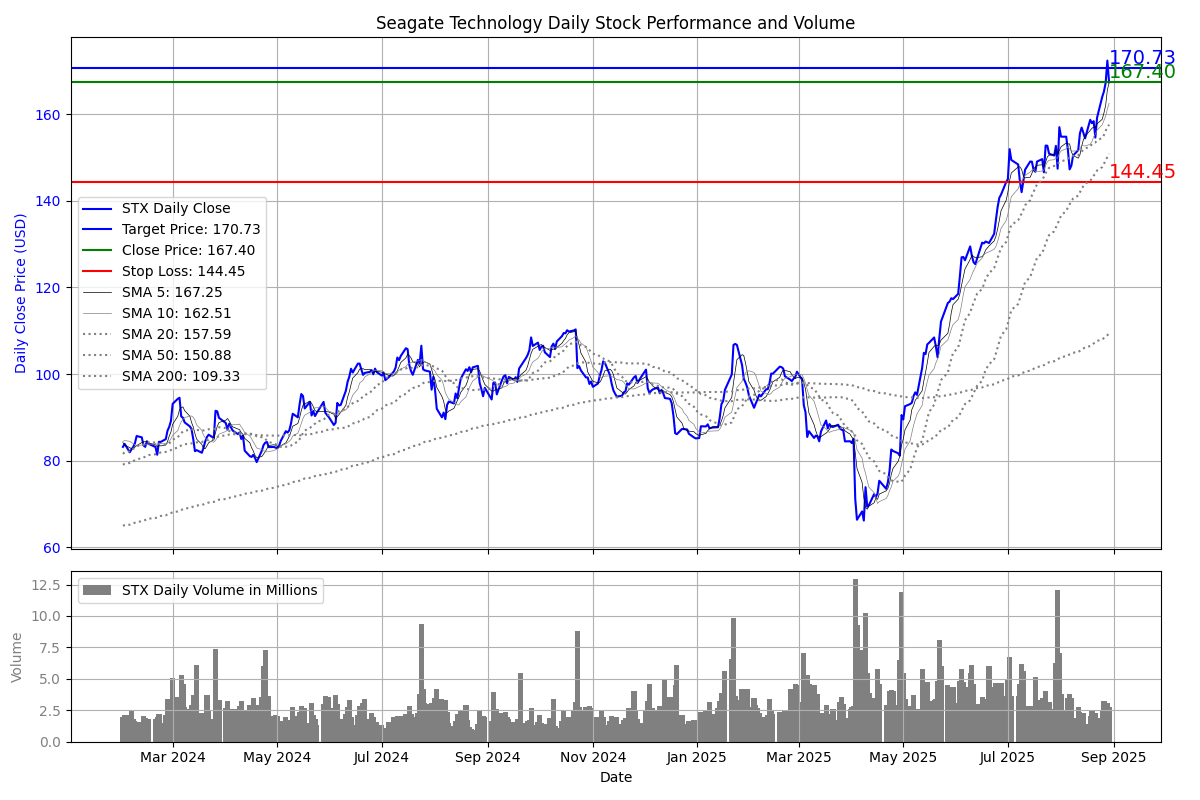 Seagate Technology Daily Stock Performance and Volume
170.73
167.40
144.45
160
140
120
100
80
60
Daily Close Price (USD)
STX Daily Close
Target Price: 170.73
Close Price: 167.40
Stop Loss: 144.45
SMA 5: 167.25
SMA 10: 162.51
SMA 20: 157.59
SMA 50: 150.88
SMA 200: 109.33
STX Daily Volume in Millions
12.5
10.0
7.5
5.0
2.5
0.0
Volume
Mar 2024
May 2024
Jul 2024
Sep 2024
Nov 2024
Jan 2025
Mar 2025
May 2025
Jul 2025
Sep 2025
Date